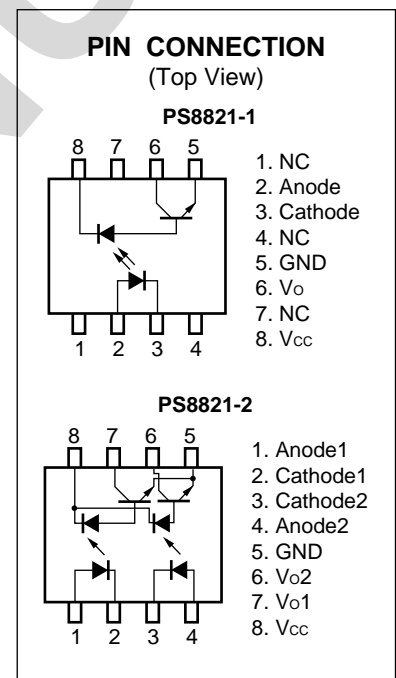 PIN CONNECTION
(Top View)
PS8821-1
8 7 6 5
1. NC
2. Anode
3. Cathode
4. NC
5. GND
6. Vo
7. NC
8. Vcc
1 2 3 4
PS8821-2
8 7 6 5
1. Anode1
2. Cathode1
3. Cathode2
4. Anode2
5. GND
6. Vo2
7. Vo1
8. Vcc
1 2 3 4